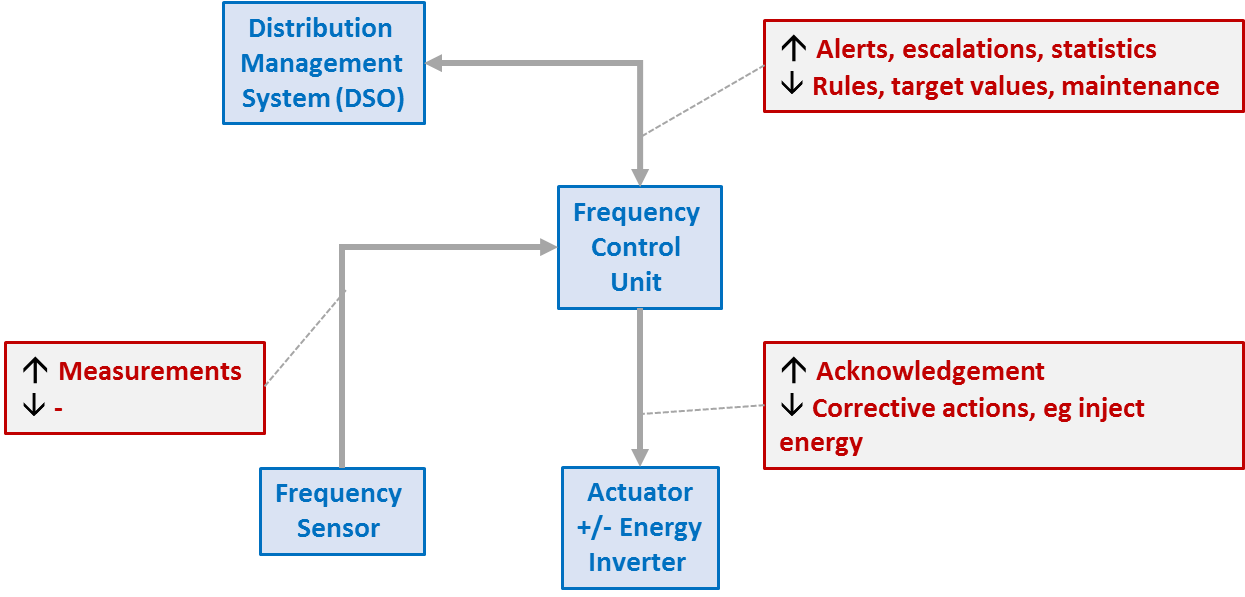 Distribution
Management
System (DSO)
↑ Alerts, escalations, statistics
↓ Rules, target values, maintenance
Frequency
Control
Unit
↑ Measurements
↓ -
↑ Acknowledgement
↓ Corrective actions, eg inject
energy
Frequency
Sensor
Actuator
+/- Energy
Inverter